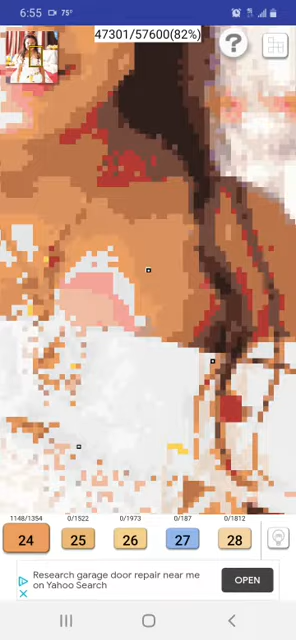 6:55 75°
47301/57600(82%)
?
1148/1354 0/1522 0/1973 0/187 0/1812
24 25 26 27 28
Research garage door repair near me
on Yahoo Search
OPEN